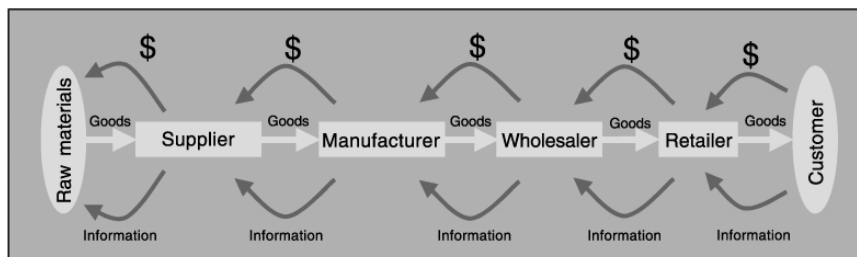 $ $ $ $ $
Goods Goods Goods Goods Goods
Raw materials Supplier Manufacturer Wholesaler Retailer Customer
Information Information Information Information Information